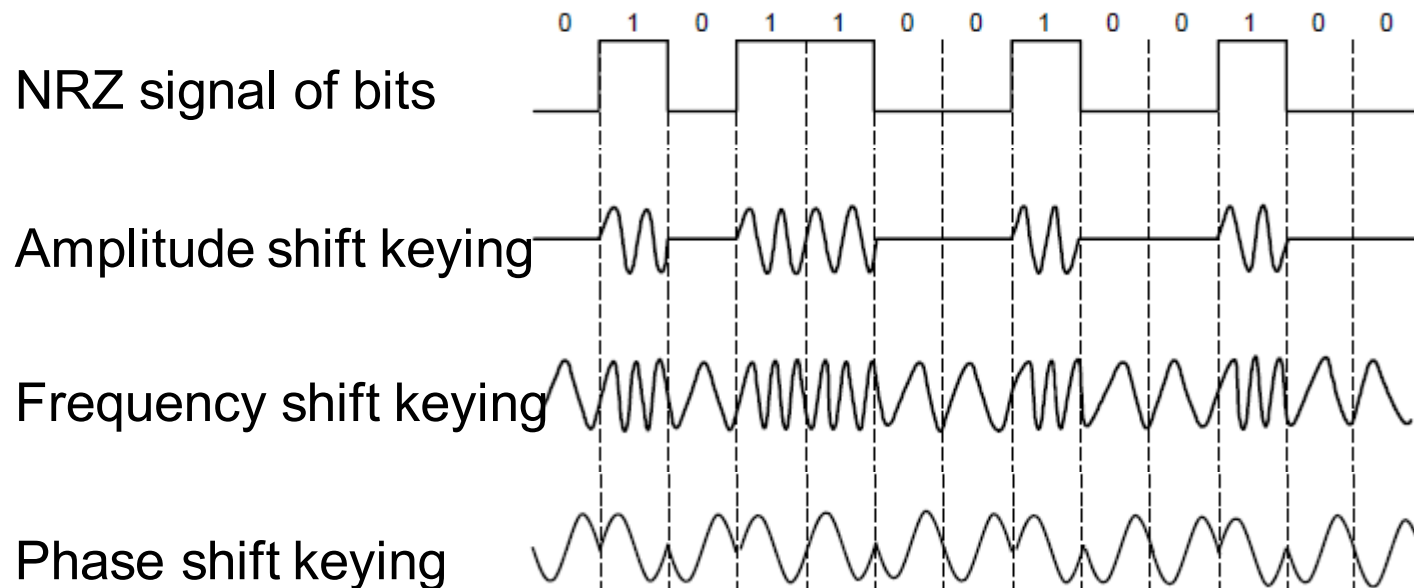 0 1 0 1 1 0 0 1 0 0 1 0 0
NRZ signal of bits
Amplitude shift keying
Frequency shift keying
Phase shift keying